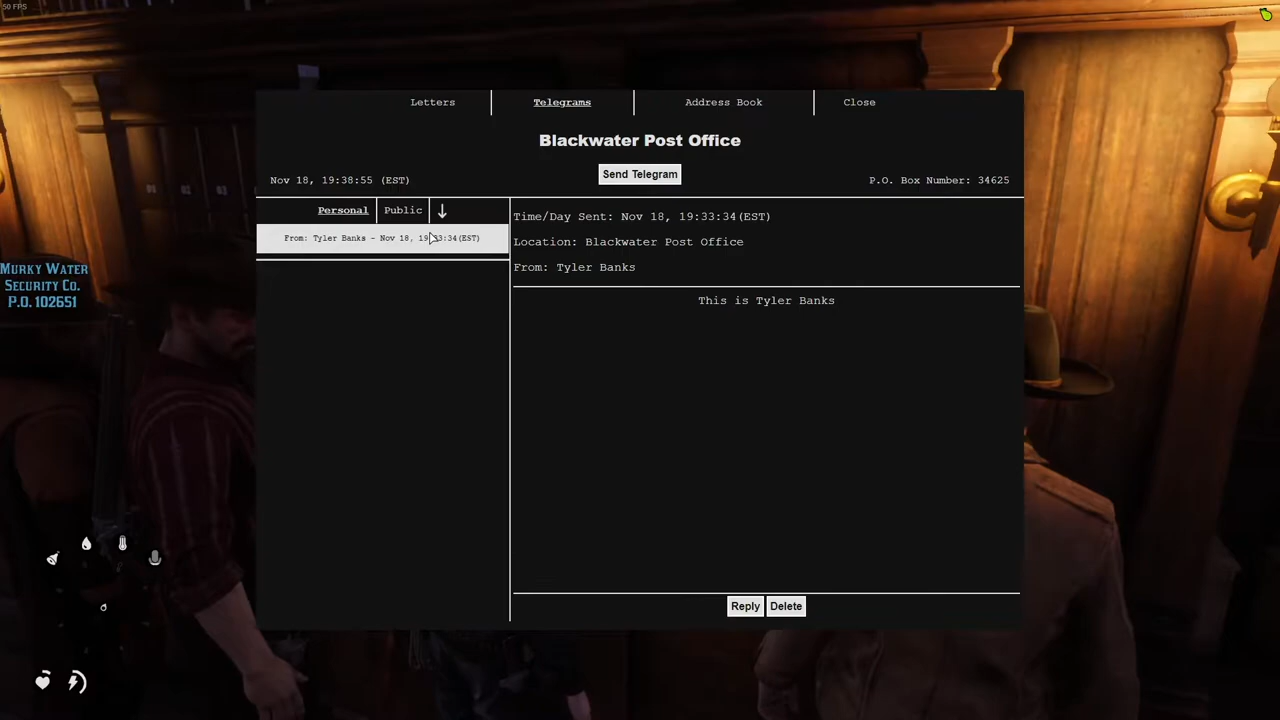 50 FPS
Letters
Telegrams
Address Book
Close
Blackwater Post Office
Nov 18, 19:38:55 (EST)
Send Telegram
P.O. Box Number: 34625
Personal
Public
↓
From: Tyler Banks - Nov 18, 19:33:34(EST)
Time/Day Sent: Nov 18, 19:33:34(EST)
Location: Blackwater Post Office
From: Tyler Banks
This is Tyler Banks
MURKY WATER
SECURITY CO.
P.O. 102651
Reply
Delete